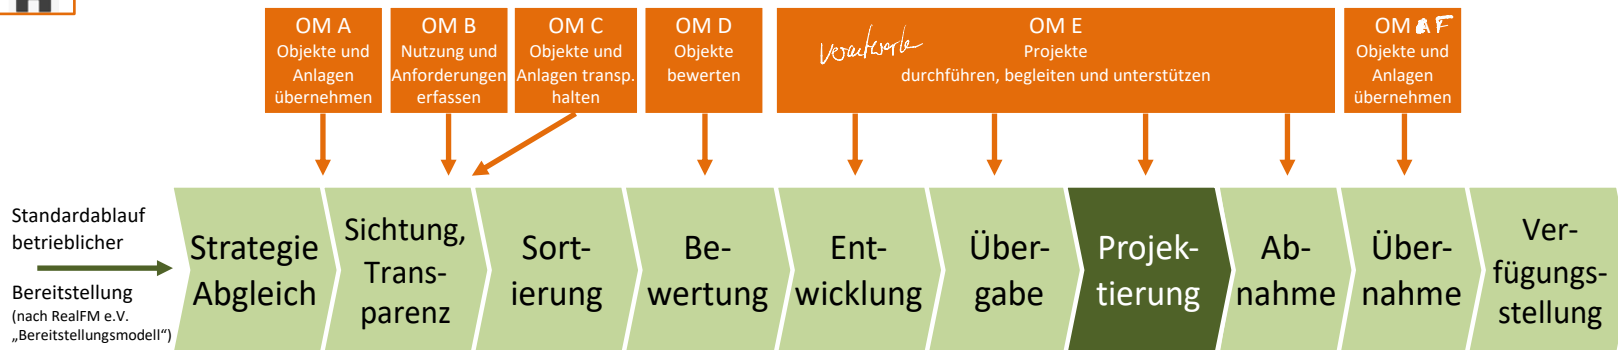 OM A
Objekte und
Anlagen
übernehmen
OM B
Nutzung und
Anforderungen
erfassen
OM C
Objekte und
Anlagen transp.
halten
OM D
Objekte
bewerten
OM E
Projekte
durchführen, begleiten und unterstützen
OM F
Objekte und
Anlagen
übernehmen
Standardablauf
betrieblicher
Bereitstellung
(nach RealFM e.V.
„Bereitstellungsmodell“)
Strategie
Abgleich
Sichtung,
Trans-
parenz
Sort-
ierung
Be-
wertung
Ent-
wicklung
Über-
gabe
Projek-
tierung
Ab-
nahme
Über-
nahme
Ver-
fügungs-
stellung